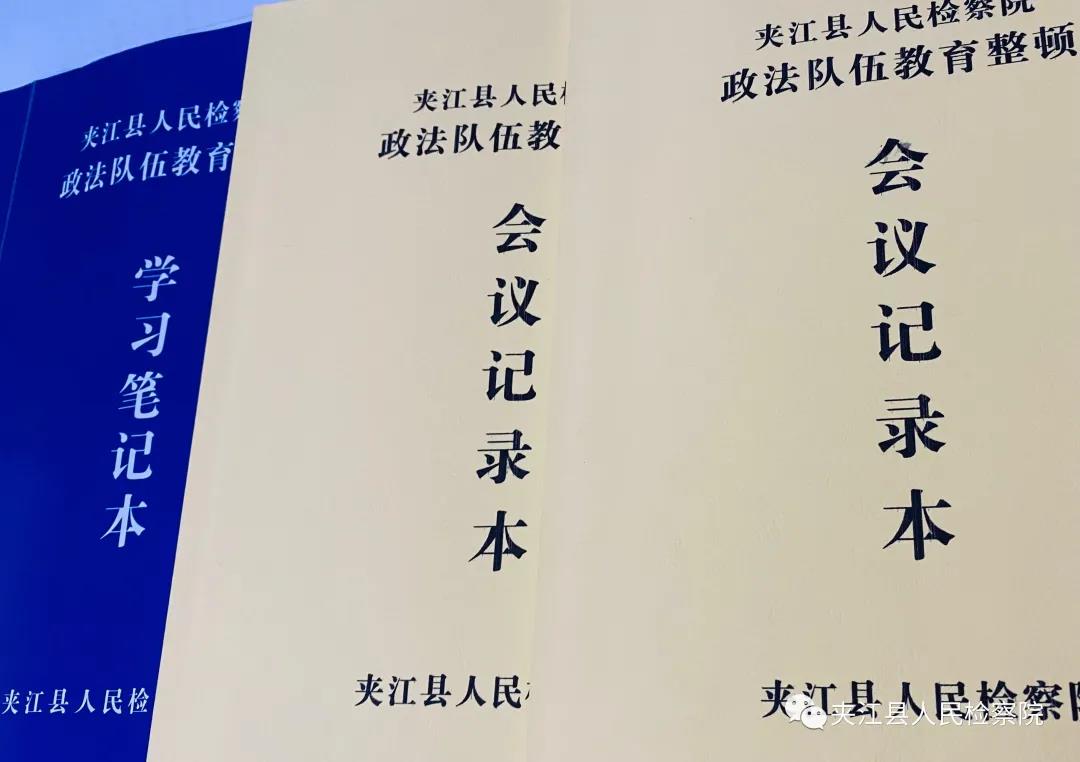 夹江县人民检
政法队伍教育
学习笔记本
夹江县人民检
夹江县人民
政法队伍教
会议记录本
夹江县人民
夹江县人民检察院
政法队伍教育整顿
会议记录本
夹江县人民检察院
夹江县人民检察院